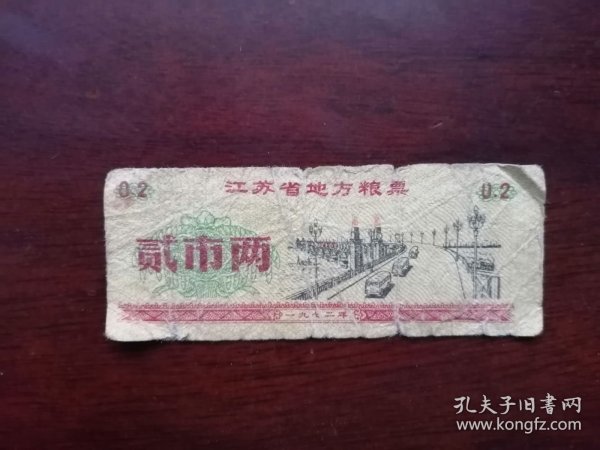 0.2 江苏省地方粮票 0.2
贰市两
一九七二年
孔夫子旧书网
www.kongfz.com